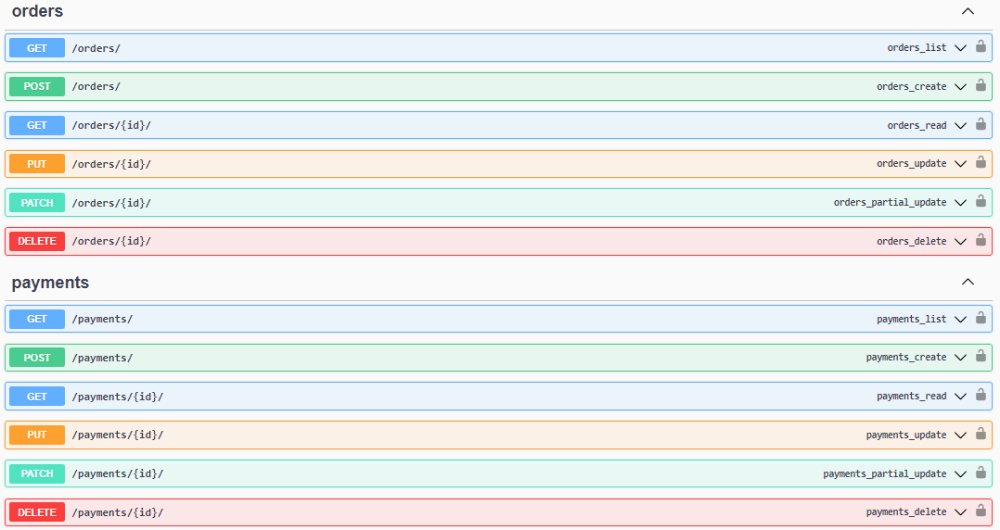 orders
GET /orders/ orders_list
POST /orders/ orders_create
GET /orders/{id}/ orders_read
PUT /orders/{id}/ orders_update
PATCH /orders/{id}/ orders_partial_update
DELETE /orders/{id}/ orders_delete
payments
GET /payments/ payments_list
POST /payments/ payments_create
GET /payments/{id}/ payments_read
PUT /payments/{id}/ payments_update
PATCH /payments/{id}/ payments_partial_update
DELETE /payments/{id}/ payments_delete